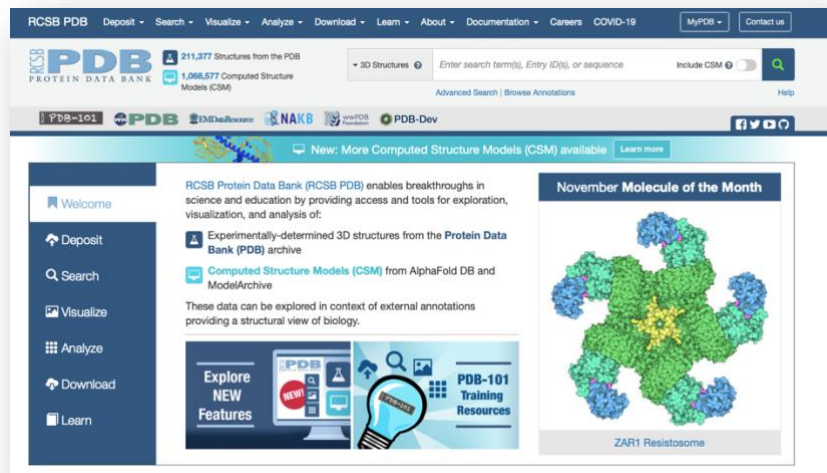 RCSB PDB Deposit Search Visualize Analyze Download Learn About Documentation Careers COVID-19 MyPDB Contact us
RCSB PDB
PROTEIN DATA BANK
211,377 Structures from the PDB
1,068,577 Computed Structure
Models (CSM)
3D Structures
Enter search term(s), Entry ID(s), or sequence
Include CSM
Advanced Search | Browse Annotations
Help
PDB-101 PDB EMDataResource NAKB wwPDB Foundation PDB-Dev
New: More Computed Structure Models (CSM) available Learn more
Welcome
Deposit
Search
Visualize
Analyze
Download
Learn
RCSB Protein Data Bank (RCSB PDB) enables breakthroughs in
science and education by providing access and tools for exploration,
visualization, and analysis of:
Experimentally-determined 3D structures from the Protein Data
Bank (PDB) archive
Computed Structure Models (CSM) from AlphaFold DB and
ModelArchive
These data can be explored in context of external annotations
providing a structural view of biology.
Explore
NEW
Features
PDB
NEW!
PDB-101
PDB-101
Training
Resources
November Molecule of the Month
ZAR1 Resistosome